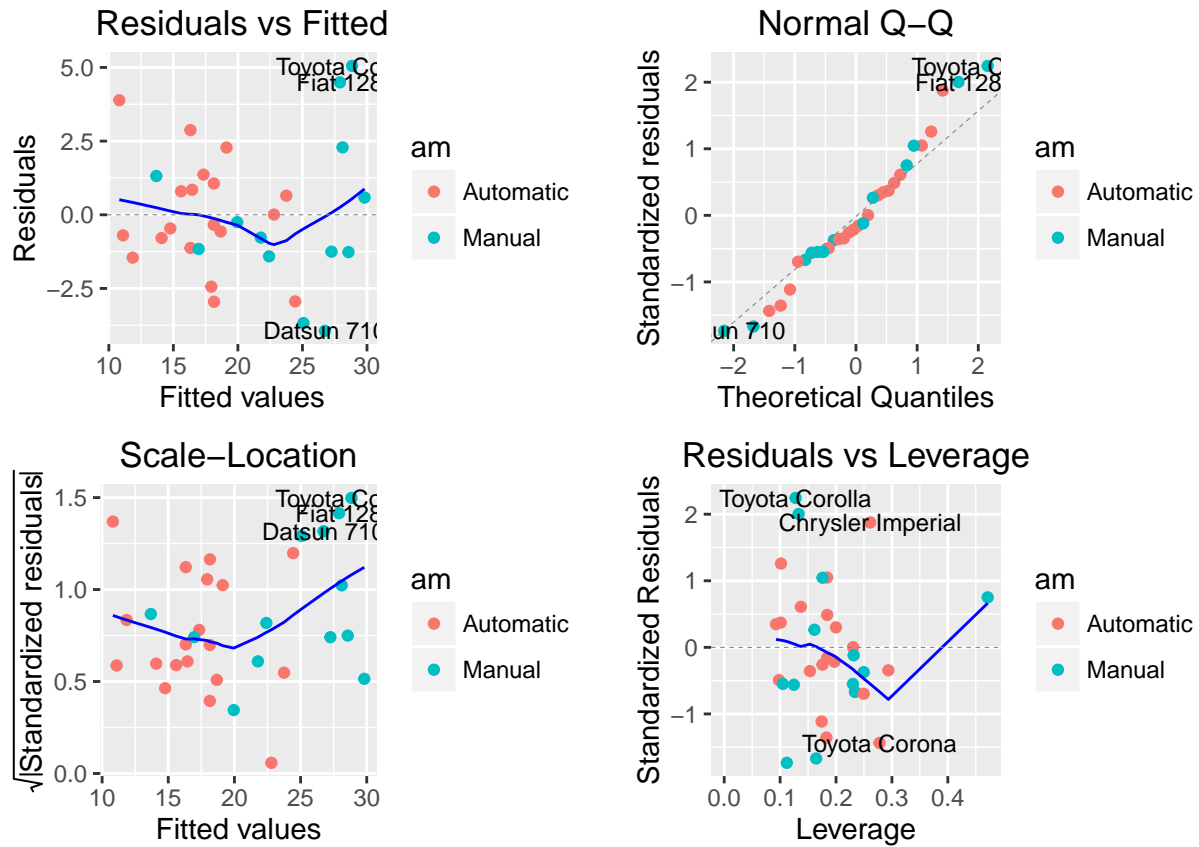 Residuals vs Fitted
5.0
2.5
0.0
−2.5
Residuals
Toyota Co
Fiat 128
Datsun 710
10 15 20 25 30
Fitted values
am
Automatic
Manual
Normal Q−Q
2
1
0
−1
Standardized residuals
Toyota C
Fiat 128
un 710
−2 −1 0 1 2
Theoretical Quantiles
am
Automatic
Manual
Scale−Location
1.5
1.0
0.5
0.0
√|Standardized residuals|
Toyota Co
Fiat 128
Datsun 710
10 15 20 25 30
Fitted values
am
Automatic
Manual
Residuals vs Leverage
2
1
0
−1
Standardized Residuals
Toyota Corolla
Chrysler Imperial
Toyota Corona
0.0 0.1 0.2 0.3 0.4
Leverage
am
Automatic
Manual